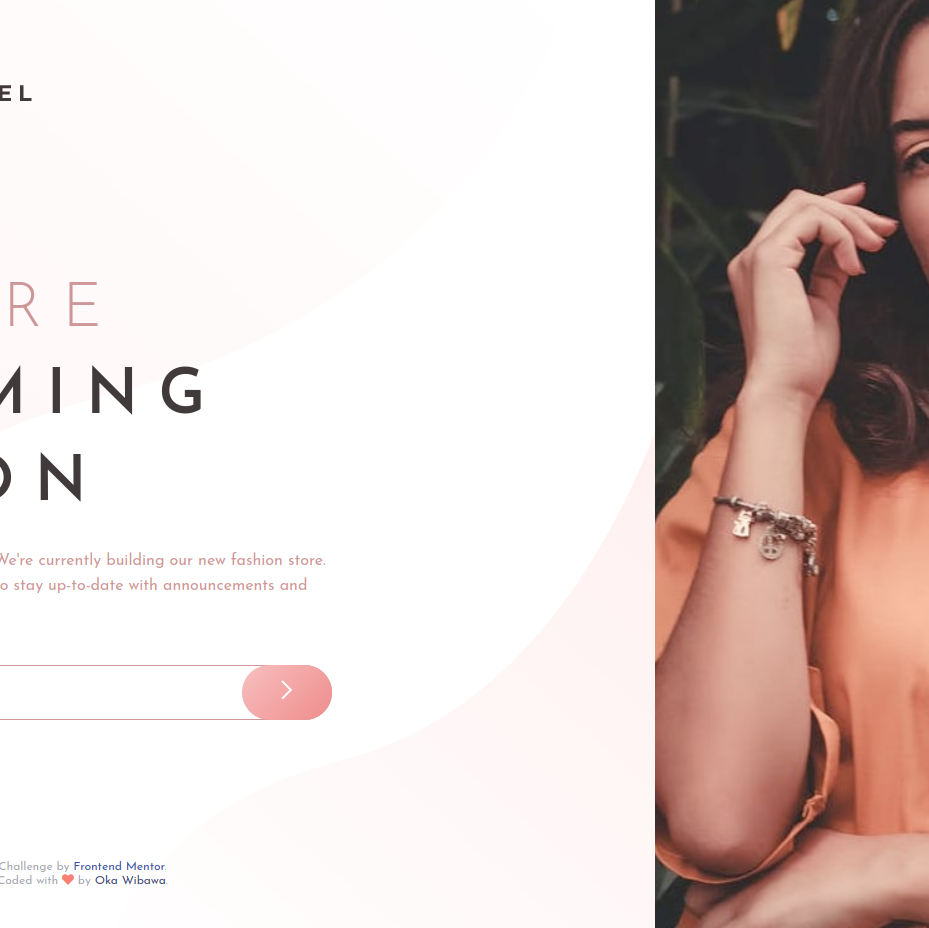 EL
RE
MING
ON
We're currently building our new fashion store.
to stay up-to-date with announcements and
Challenge by Frontend Mentor.
Coded with ❤ by Oka Wibawa.